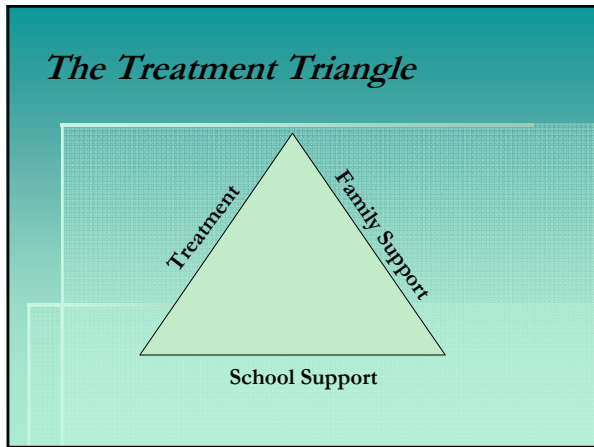 The Treatment Triangle
Treatment
Family Support
School Support